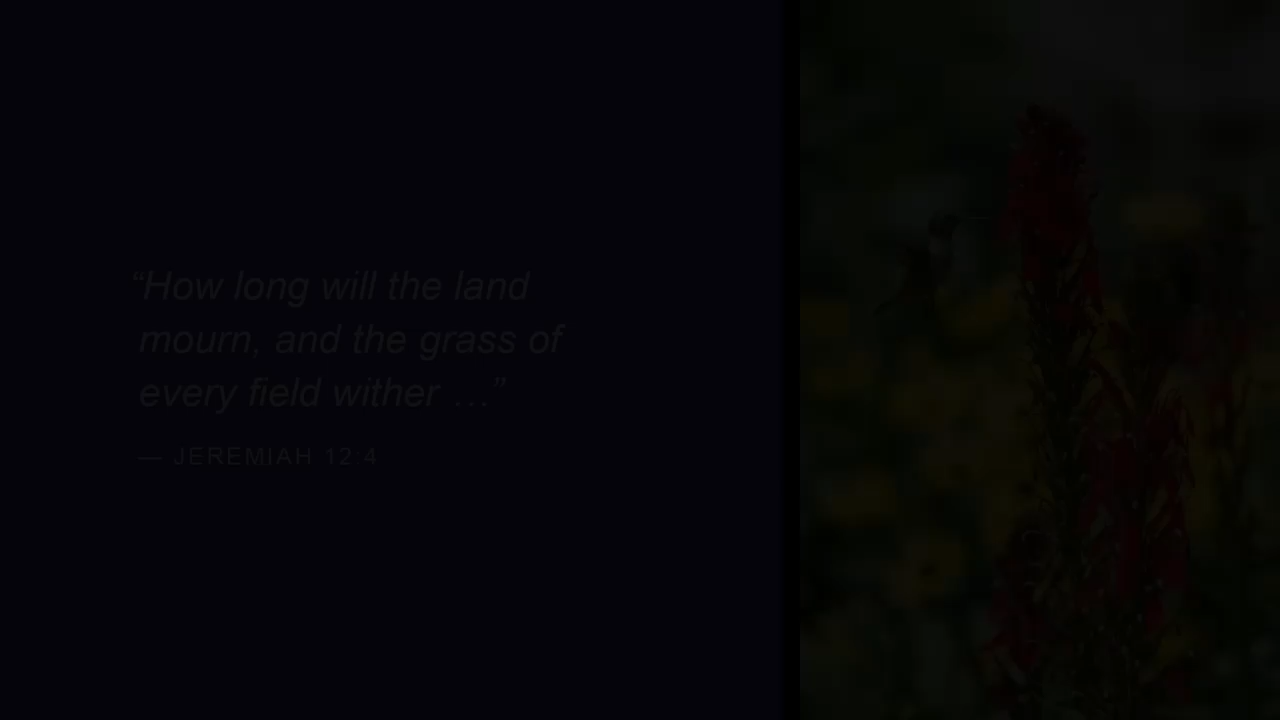 “How long will the land
mourn, and the grass of
every field wither …”
— JEREMIAH 12:4